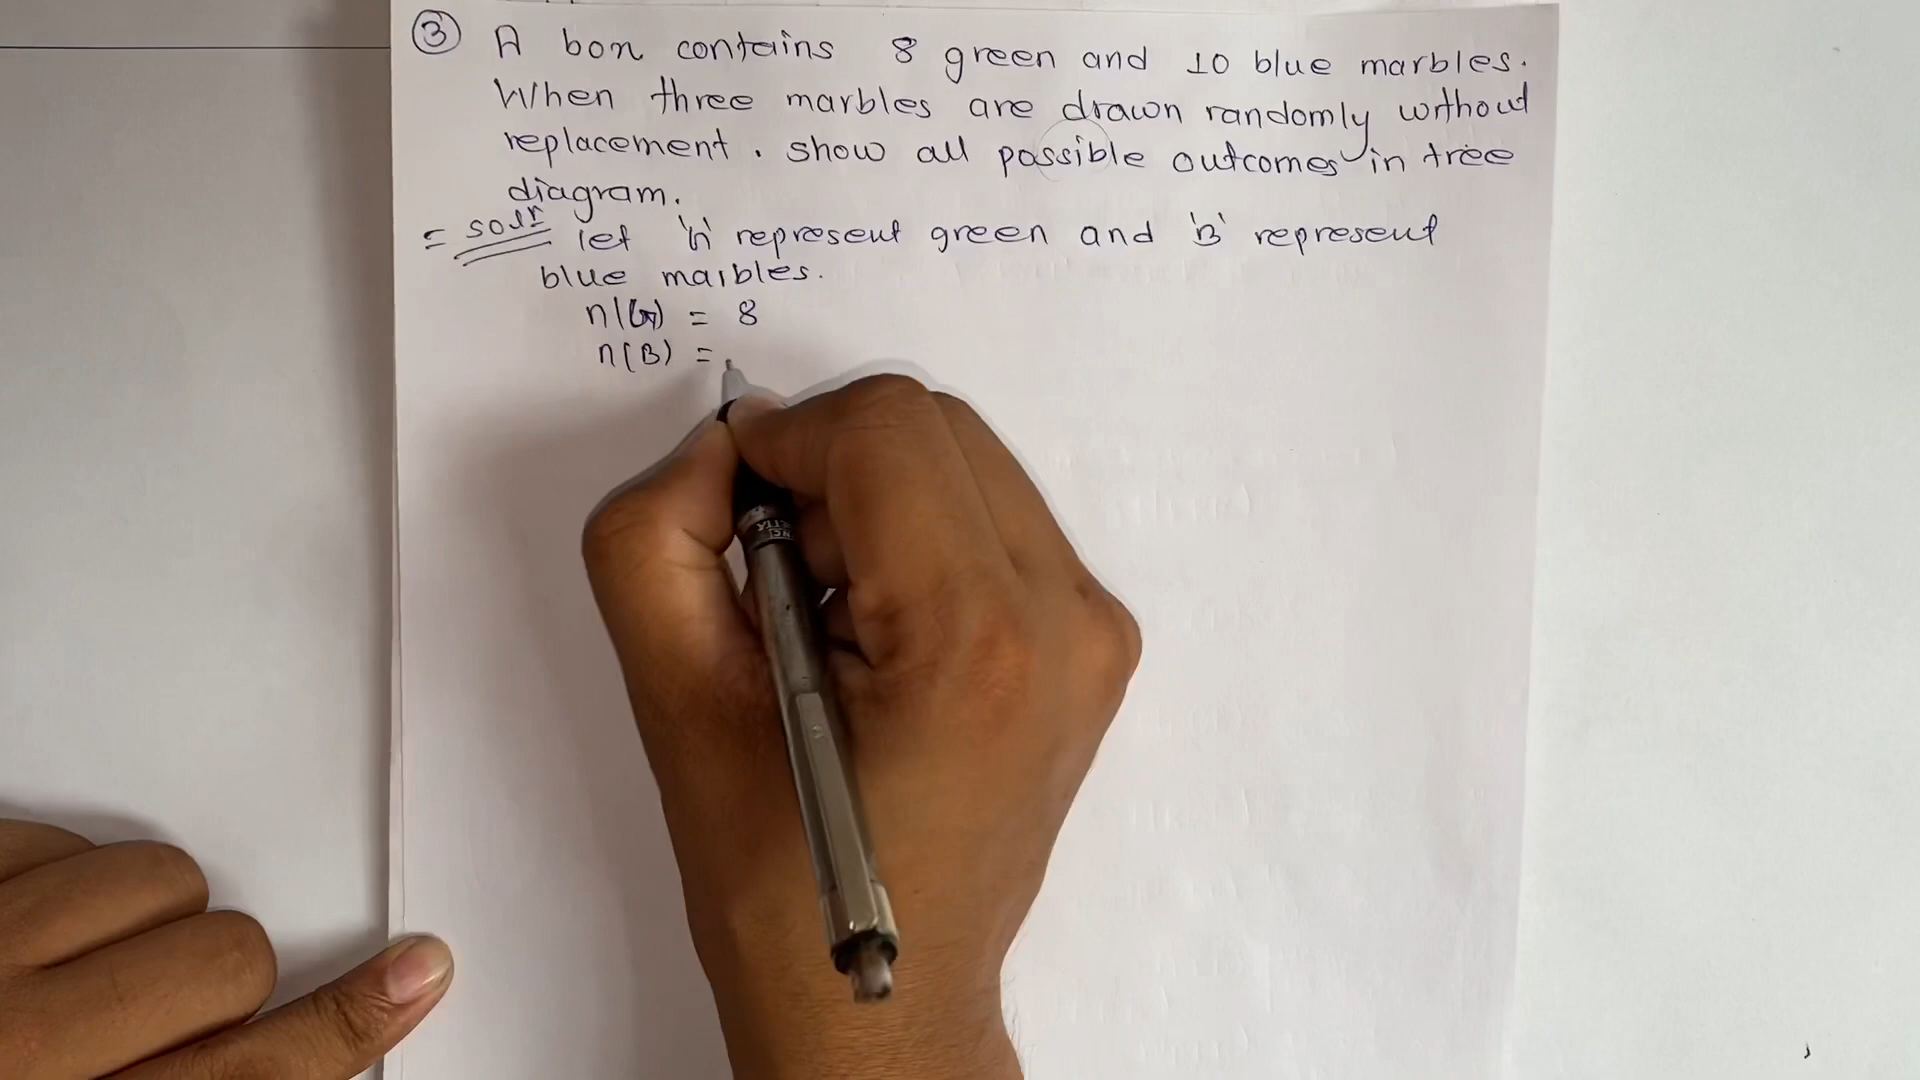 ③ A box contains 8 green and 10 blue marbles.
When three marbles are drawn randomly without
replacement. show all possible outcomes in tree
diagram.
= soln let 'G' represent green and 'B' represent
blue marbles.
n(G) = 8
n(B) =